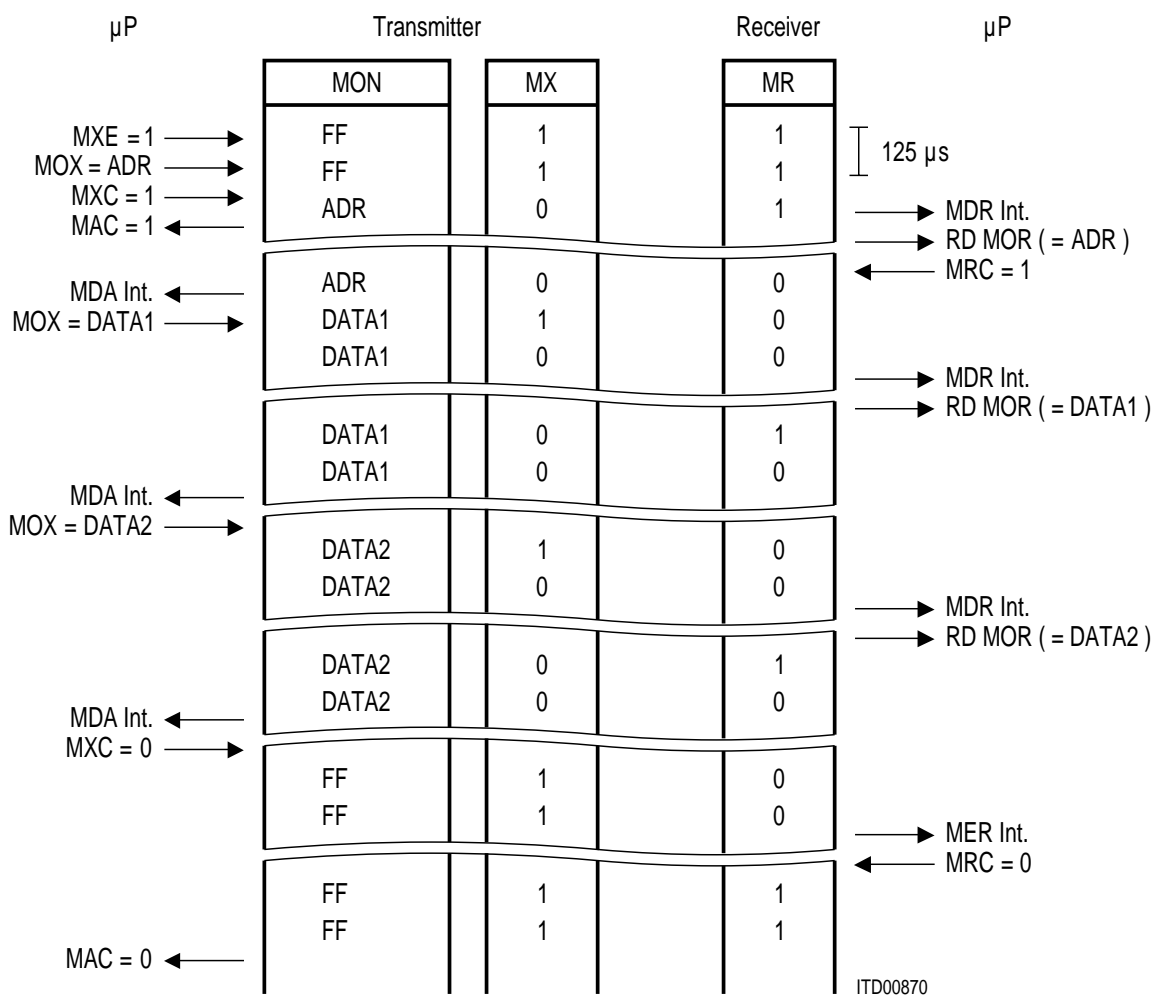 µP Transmitter Receiver µP
MON MX MR
MXE = 1 FF 1 1
125 µs
MOX = ADR FF 1 1
MXC = 1 ADR 0 1 MDR Int.
MAC = 1 RD MOR ( = ADR )
MRC = 1
MDA Int. ADR 0 0
MOX = DATA1 DATA1 1 0
DATA1 0 0
MDR Int.
RD MOR ( = DATA1 )
DATA1 0 1
DATA1 0 0
MDA Int.
MOX = DATA2
DATA2 1 0
DATA2 0 0
MDR Int.
RD MOR ( = DATA2 )
DATA2 0 1
DATA2 0 0
MDA Int.
MXC = 0
FF 1 0
FF 1 0
MER Int.
MRC = 0
FF 1 1
FF 1 1
MAC = 0
ITD00870